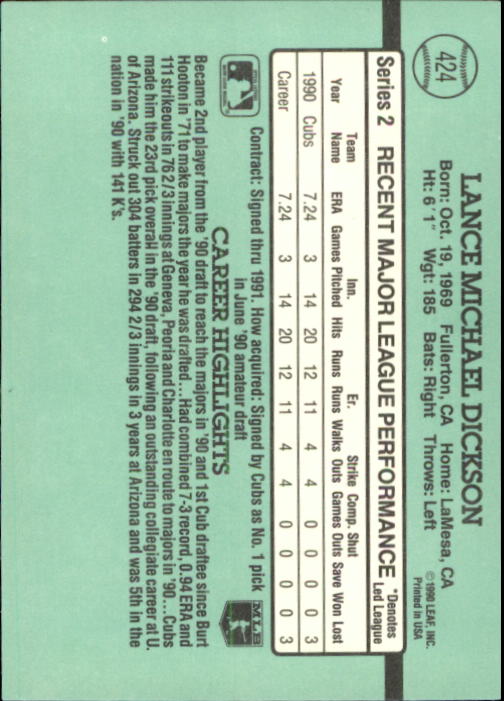 424
LANCE MICHAEL DICKSON
Born: Oct. 19, 1969 Fullerton, CA Home: LaMesa, CA
Ht: 6' 1" Wgt: 185 Bats: Right Throws: Left
© 1990 LEAF, INC.
Printed in USA
Series 2 RECENT MAJOR LEAGUE PERFORMANCE *Denotes Led League
Year Team Name ERA Games Inn. Pitched Hits Runs Er. Runs Walks Strike Outs Comp. Games Shut Outs Save Won Lost
1990 Cubs 7.24 3 14 20 12 11 4 4 0 0 0 0 3
Career 7.24 3 14 20 12 11 4 4 0 0 0 0 3
Contract: Signed thru 1991. How acquired: Signed by Cubs as No. 1 pick
in June '90 amateur draft
MLB
CAREER HIGHLIGHTS
Became 2nd player from the '90 draft to reach the majors in '90 and 1st Cub draftee since Burt
Hooton in '71 to make majors the year he was drafted...Had combined 7-3 record, 0.94 ERA and
111 strikeouts in 76 2/3 innings at Geneva, Peoria and Charlotte en route to majors in '90...Cubs
made him the 23rd pick overall in the '90 draft, following an outstanding collegiate career at U.
of Arizona. Struck out 304 batters in 294 2/3 innings in 3 years at Arizona and was 5th in the
nation in '90 with 141 K's.